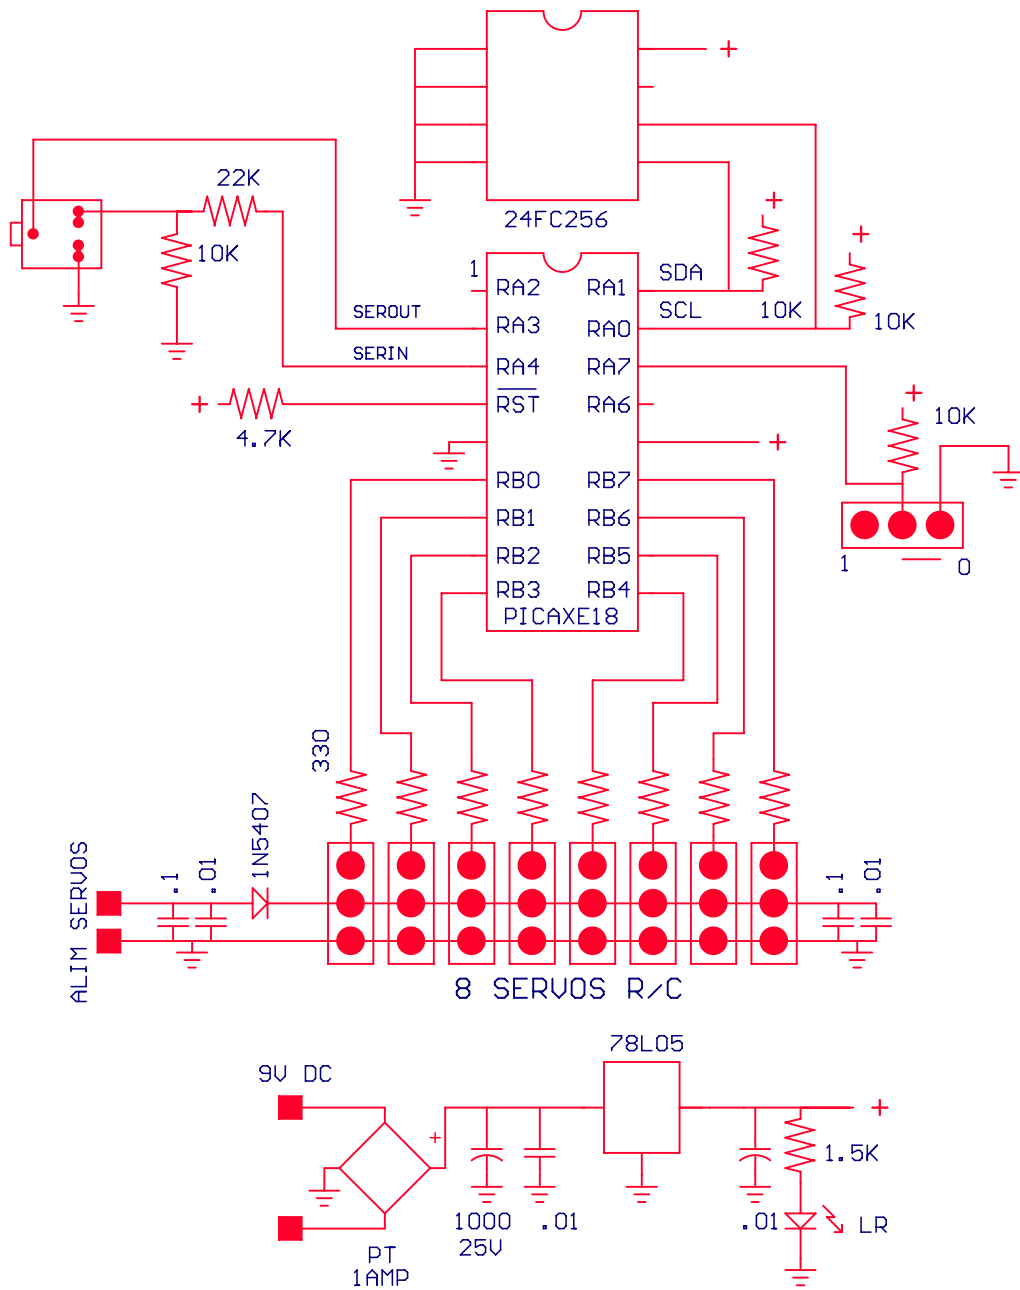 +
22K
24FC256
+
10K
1
RA2
RA1
SDA
+
10K
SEROUT
RA3
RA0
SCL
10K
SERIN
RA4
RA7
+
RST
RA6
+
10K
4.7K
+
RB0
RB7
RB1
RB6
RB2
RB5
1
0
RB3
RB4
PICAXE18
330
1N5407
ALIM SERVOS
.1
.01
.1
.01
8 SERVOS R/C
78L05
9V DC
+
+
1.5K
1000
25V
.01
.01
LR
PT
1AMP